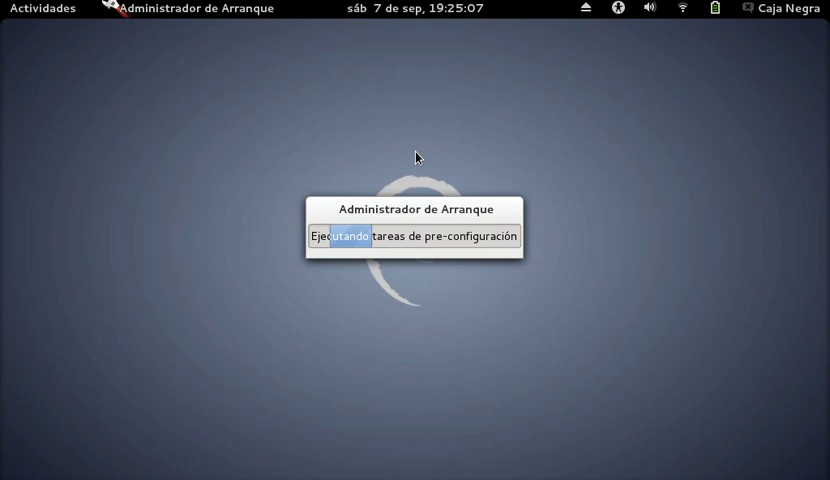 Actividades
Administrador de Arranque
sáb 7 de sep, 19:25:07
Caja Negra
Administrador de Arranque
Ejecutando tareas de pre-configuración